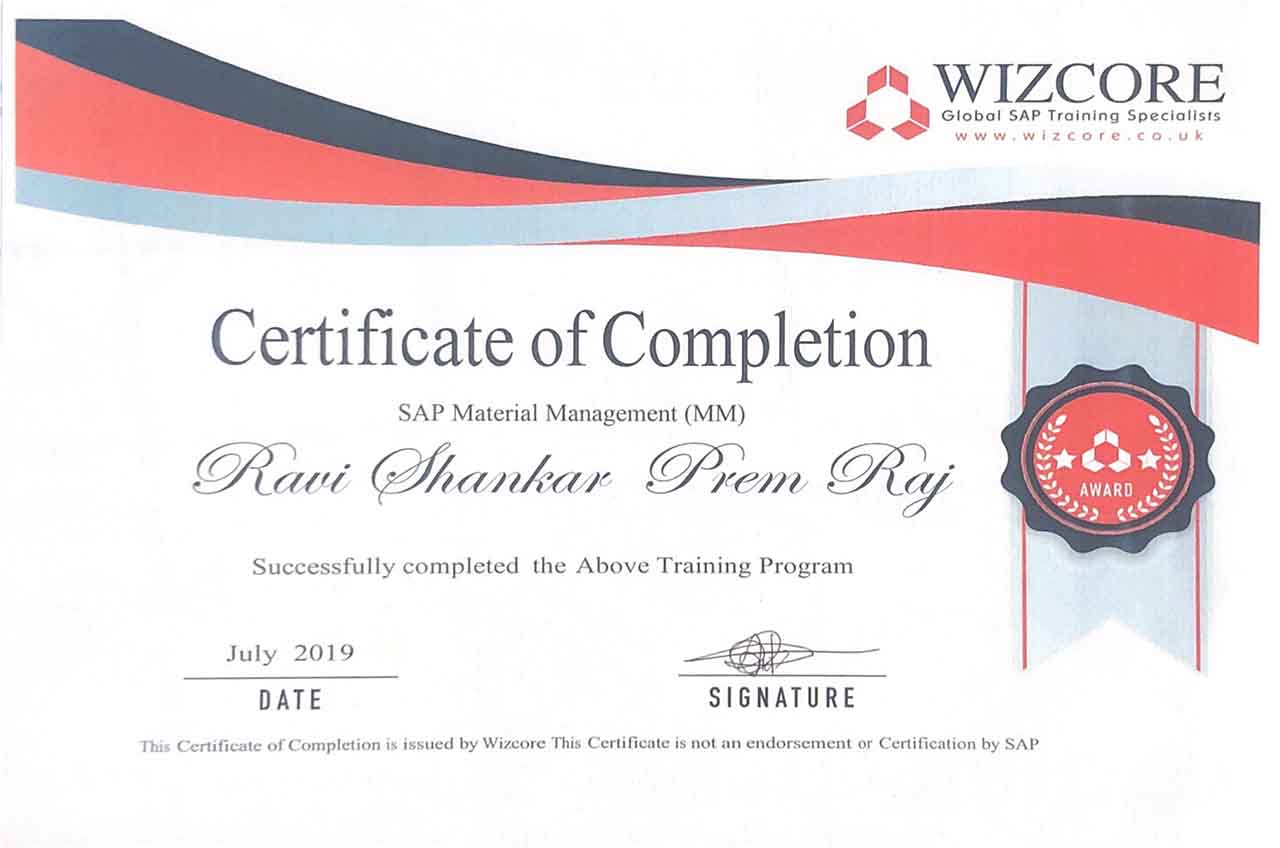 WIZCORE
Global SAP Training Specialists
www.wizcore.co.uk
Certificate of Completion
SAP Material Management (MM)
Ravi Shankar Prem Raj
AWARD
Successfully completed the Above Training Program
July 2019
DATE
SIGNATURE
This Certificate of Completion is issued by Wizcore This Certificate is not an endorsement or Certification by SAP